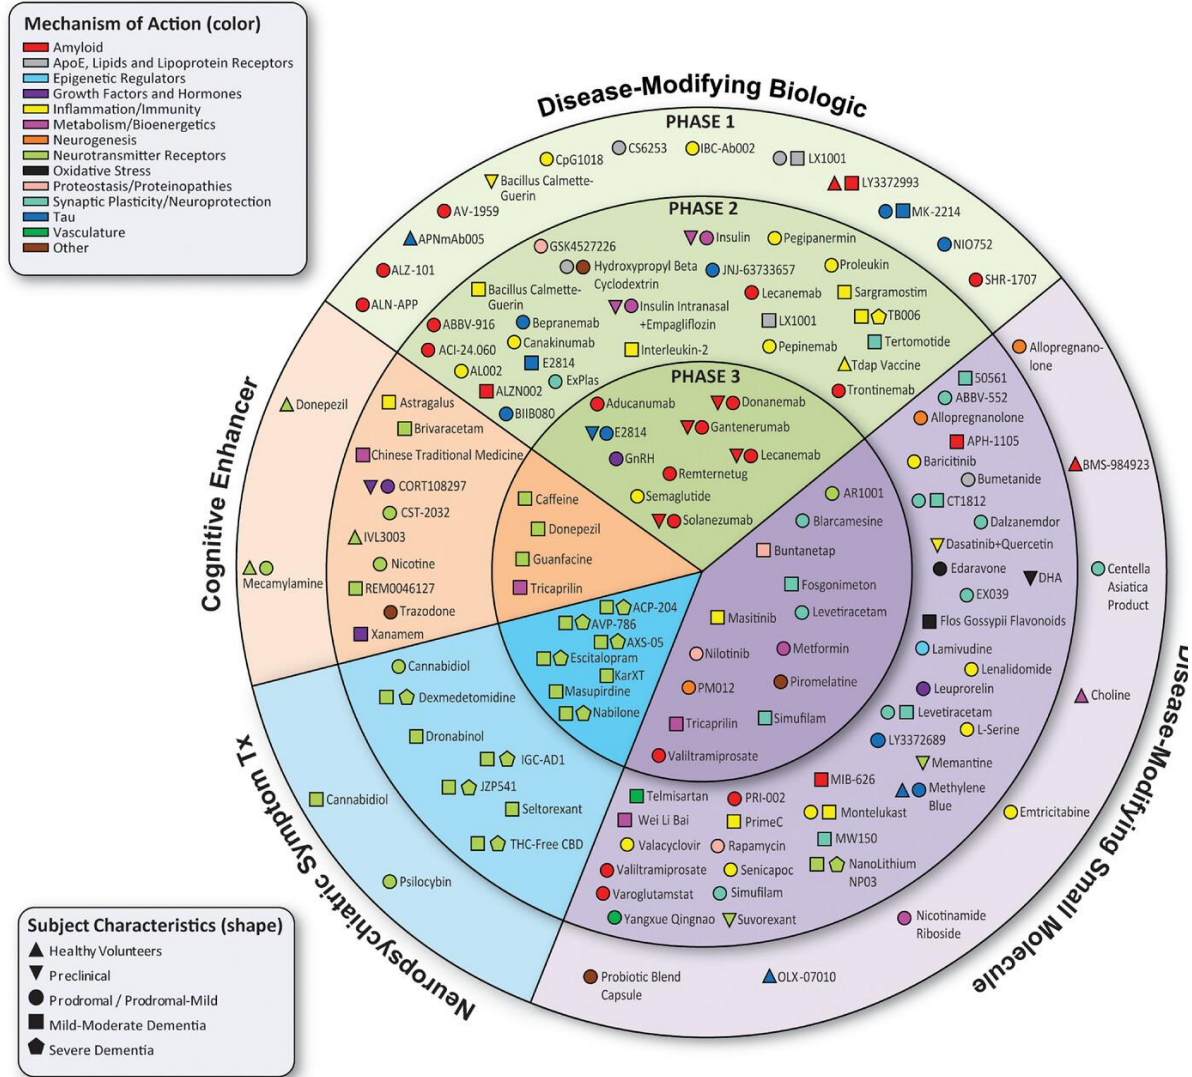 Mechanism of Action (color)
Amyloid
ApoE, Lipids and Lipoprotein Receptors
Epigenetic Regulators
Growth Factors and Hormones
Inflammation/Immunity
Metabolism/Bioenergetics
Neurogenesis
Neurotransmitter Receptors
Oxidative Stress
Proteostasis/Proteinopathies
Synaptic Plasticity/Neuroprotection
Tau
Vasculature
Other
Disease-Modifying Biologic
PHASE 1
CpG1018
CS6253
IBC-Ab002
LX1001
Bacillus Calmette-
Guerin
LY3372993
AV-1959
MK-2214
APNmAb005
NIO752
ALZ-101
SHR-1707
ALN-APP
PHASE 2
GSK4527226
Insulin
Pegipanermin
Hydroxypropyl Beta
Cyclodextrin
JNJ-63733657
Proleukin
Bacillus Calmette-
Guerin
Lecanemab
Sargramostim
Insulin Intranasal
+Empagliflozin
ABBV-916
Bepranemab
LX1001
TB006
Canakinumab
Tertomotide
ACI-24.060
Interleukin-2
Pepinemab
AL002
E2814
Tdap Vaccine
ExPlas
ALZN002
Trontinemab
BIIB080
PHASE 3
Aducanumab
Donanemab
E2814
Gantenerumab
GnRH
Lecanemab
Remternetug
Semaglutide
Solanezumab
Cognitive Enhancer
Donepezil
Mecamylamine
Astragalus
Brivaracetam
Chinese Traditional Medicine
CORT108297
CST-2032
IVL3003
Nicotine
REM0046127
Trazodone
Xanamem
Caffeine
Donepezil
Guanfacine
Tricaprilin
Neuropsychiatric Symptom Tx
ACP-204
AVP-786
AXS-05
Escitalopram
KarXT
Masupirdine
Nabilone
Cannabidiol
Dexmedetomidine
Dronabinol
IGC-AD1
JZP541
Seltorexant
THC-Free CBD
Cannabidiol
Psilocybin
Disease-Modifying Small Molecule
AR1001
Blarcamesine
Buntanetap
Fosgonimeton
Levetiracetam
Masitinib
Metformin
Nilotinib
Piromelatine
PM012
Tricaprilin
Simufilam
Valiltramiprosate
50561
ABBV-552
Allopregnanolone
APH-1105
Baricitinib
Bumetanide
CT1812
Dalzanemdor
Dasatinib+Quercetin
Edaravone
DHA
EX039
Flos Gossypii Flavonoids
Lamivudine
Lenalidomide
Leuprorelin
Levetiracetam
L-Serine
LY3372689
Memantine
MIB-626
Methylene
Blue
Montelukast
MW150
NanoLithium
NP03
Telmisartan
PRI-002
Wei Li Bai
PrimeC
Valacyclovir
Rapamycin
Valiltramiprosate
Senicapoc
Varoglutamstat
Simufilam
Yangxue Qingnao
Suvorexant
Allopregnano-
lone
BMS-984923
Centella
Asiatica
Product
Choline
Emtricitabine
Nicotinamide
Riboside
OLX-07010
Probiotic Blend
Capsule
Subject Characteristics (shape)
Healthy Volunteers
Preclinical
Prodromal / Prodromal-Mild
Mild-Moderate Dementia
Severe Dementia